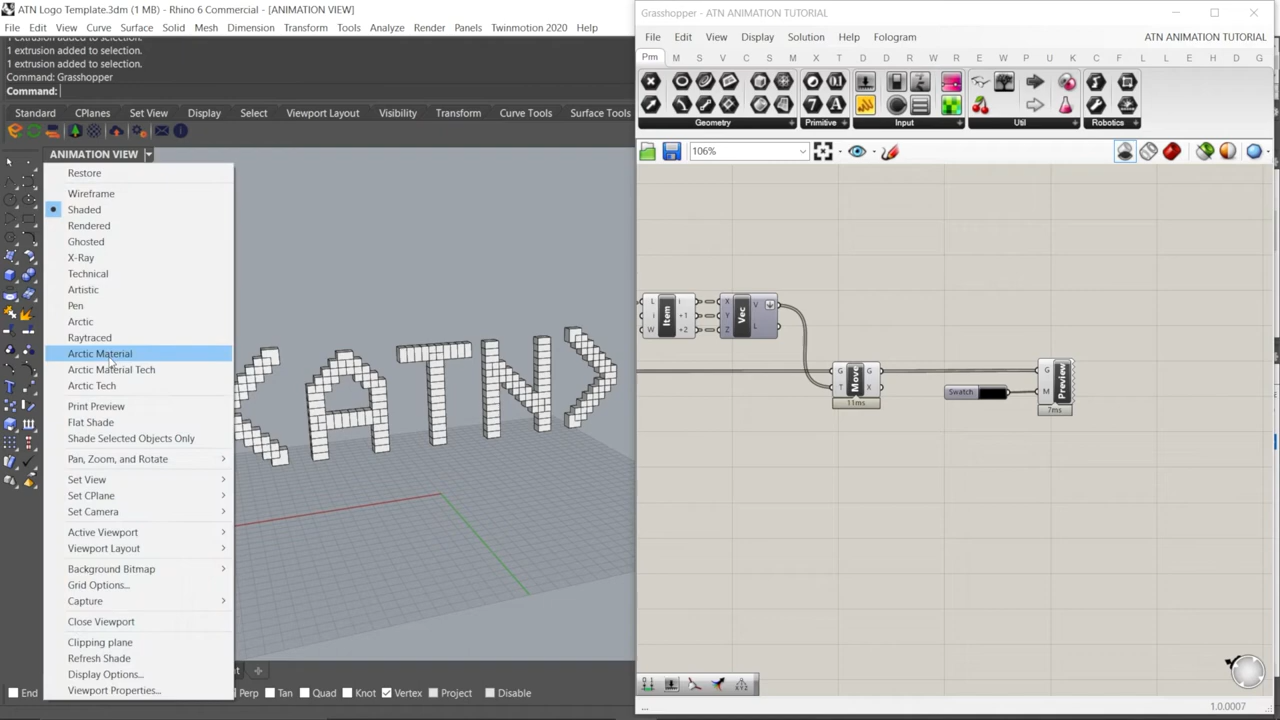 ATN Logo Template.3dm (1 MB) - Rhino 6 Commercial - [ANIMATION VIEW]
File Edit View Curve Surface Solid Mesh Dimension Transform Tools Analyze Render Panels Twinmotion 2020 Help
1 extrusion added to selection.
1 extrusion added to selection.
Command: Grasshopper
Command:
Standard CPlanes Set View Display Select Viewport Layout Visibility Transform Curve Tools Surface Tools
ANIMATION VIEW
Restore
Wireframe
Shaded
Rendered
Ghosted
X-Ray
Technical
Artistic
Pen
Arctic
Raytraced
Arctic Material
Arctic Material Tech
Arctic Tech
Print Preview
Flat Shade
Shade Selected Objects Only
Pan, Zoom, and Rotate
Set View
Set CPlane
Set Camera
Active Viewport
Viewport Layout
Background Bitmap
Grid Options...
Capture
Close Viewport
Clipping plane
Refresh Shade
Display Options...
Viewport Properties...
<ATN>
End Perp Tan Quad Knot Vertex Project Disable
Grasshopper - ATN ANIMATION TUTORIAL
File Edit View Display Solution Help Fologram ATN ANIMATION TUTORIAL
Prm M S V C S M I T D D K R R S E W D L H F B C E H D W T G
Geometry Primitive Input Util Robotics
106%
L i
i +1
W +2
Item
X V
Y
Z L
Vec
G G
T X
Move
11ms
Swatch
G
M
Preview
7ms
...
1.0.0007